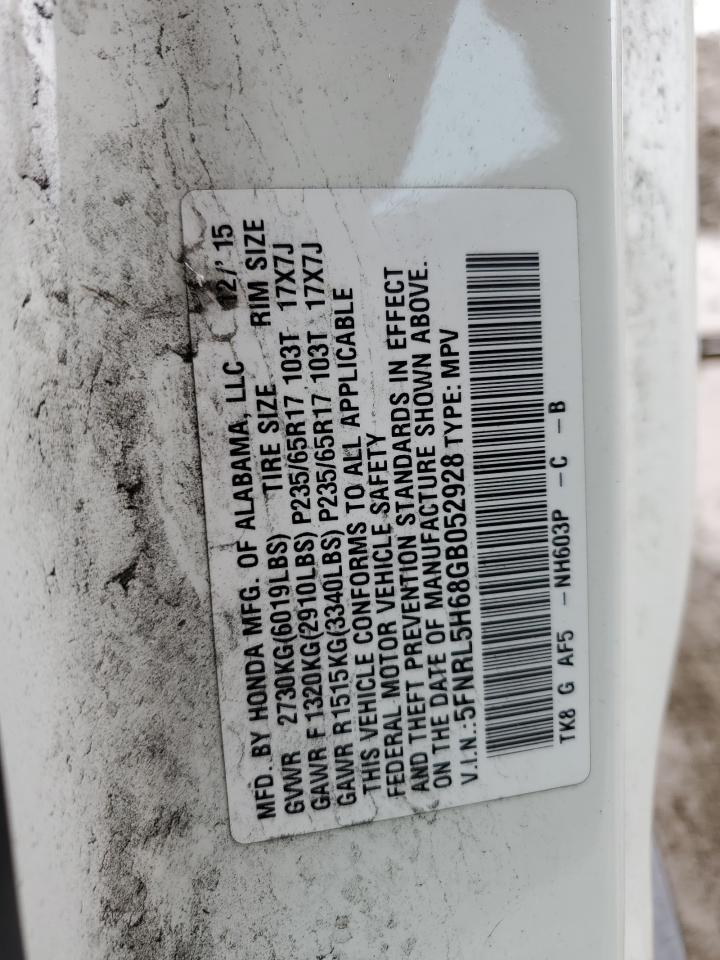 MFD. BY HONDA MFG. OF ALABAMA, LLC 12/'15
GVWR 2730KG(6019LBS) TIRE SIZE RIM SIZE
GAWR F 1320KG(2910LBS) P235/65R17 103T 17X7J
GAWR R 1515KG(3340LBS) P235/65R17 103T 17X7J
THIS VEHICLE CONFORMS TO ALL APPLICABLE
FEDERAL MOTOR VEHICLE SAFETY
AND THEFT PREVENTION STANDARDS IN EFFECT
ON THE DATE OF MANUFACTURE SHOWN ABOVE.
V.I.N.:5FNRL5H68GB052928 TYPE: MPV
TK8 G AF5 -NH603P -C -B